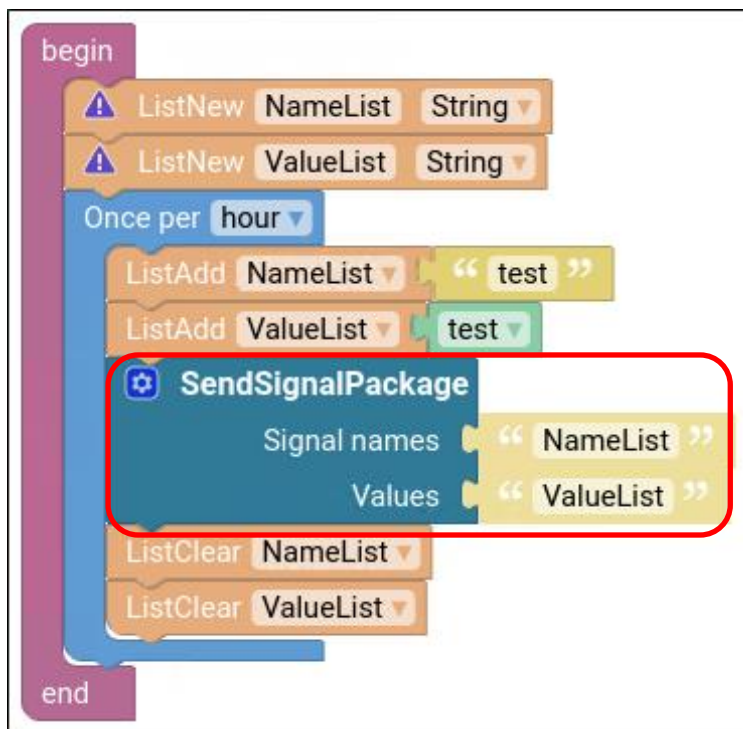 begin
ListNew NameList String
ListNew ValueList String
Once per hour
ListAdd NameList “ test ”
ListAdd ValueList test
SendSignalPackage
Signal names “ NameList ”
Values “ ValueList ”
ListClear NameList
ListClear ValueList
end